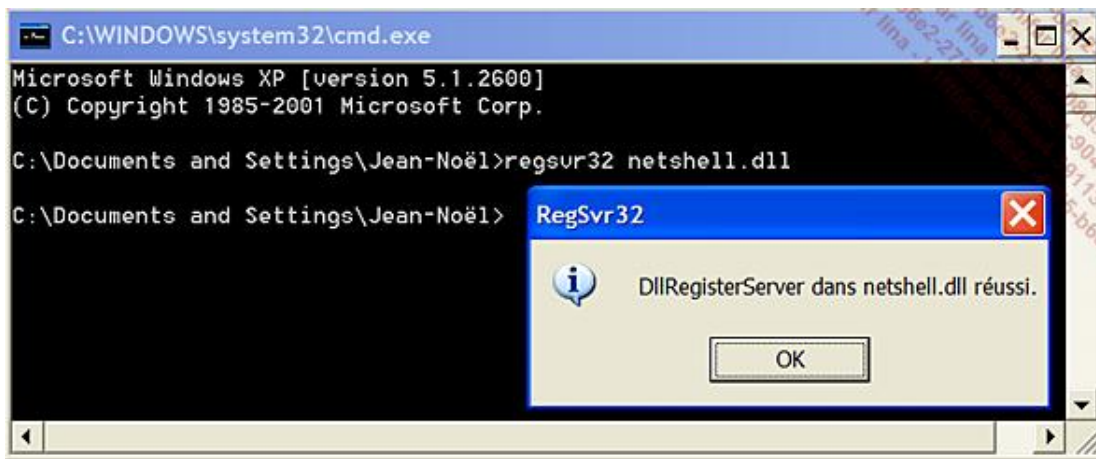 C:\WINDOWS\system32\cmd.exe
Microsoft Windows XP [version 5.1.2600]
(C) Copyright 1985-2001 Microsoft Corp.
C:\Documents and Settings\Jean-Noël>regsvr32 netshell.dll
C:\Documents and Settings\Jean-Noël>
RegSvr32
DllRegisterServer dans netshell.dll réussi.
OK